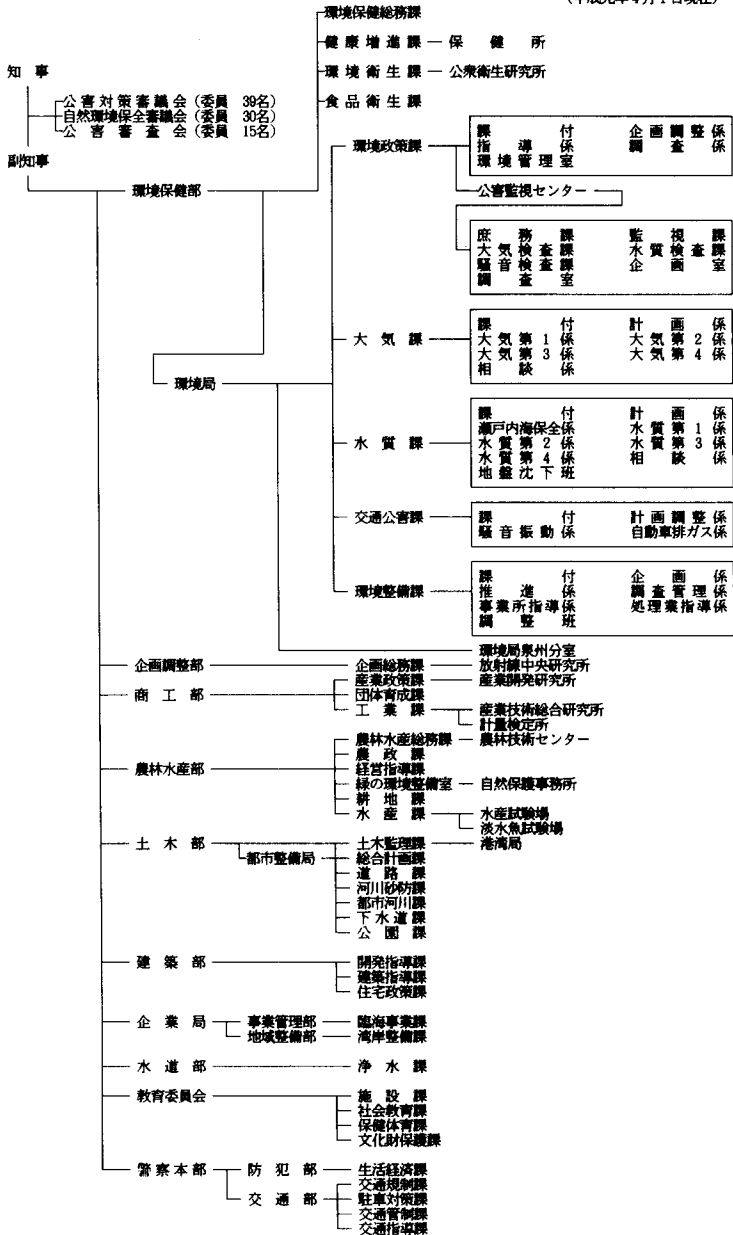 （平成元年4月1日現在）
環境保健総務課
健康増進課 保健所
環境衛生課 公衆衛生研究所
食品衛生課
知事
公害対策審議会（委員 39名）
自然環境保全審議会（委員 30名）
公害審査会（委員 15名）
副知事
環境保健部
環境政策課
課付 企画調整係
指導係 調査係
環境管理室
公害監視センター
庶務課 監視課
大気検査課 水質検査課
騒音検査課 企画室
調査室
大気課
課付 計画係
大気第1係 大気第2係
大気第3係 大気第4係
相談係
環境局
水質課
課付 計画係
瀬戸内海保全係 水質第1係
水質第2係 水質第3係
水質第4係 相談係
地盤沈下班
交通公害課
課付 計画調整係
騒音振動係 自動車排ガス係
環境整備課
課付 企画係
推進係 調査管理係
事業所指導係 処理業指導係
調整班
環境局泉州分室
企画調整部 企画総務課 放射線中央研究所
商工部 産業政策課 産業開発研究所
団体育成課
工業課 産業技術総合研究所
計量検定所
農林水産部 農林水産総務課 農林技術センター
農政課
経営指導課
緑の環境整備室 自然保護事務所
耕地課
水産課 水産試験場
淡水魚試験場
土木部 土木監理課 港湾局
都市整備局 総合計画課
道路課
河川砂防課
都市河川課
下水道課
公園課
建築部 開発指導課
建築指導課
住宅政策課
企業局 事業管理部 臨海事業課
地域整備部 湾岸整備課
水道部 浄水課
教育委員会 施設課
社会教育課
保健体育課
文化財保護課
警察本部 防犯部 生活経済課
交通部 交通規制課
駐車対策課
交通管制課
交通指導課